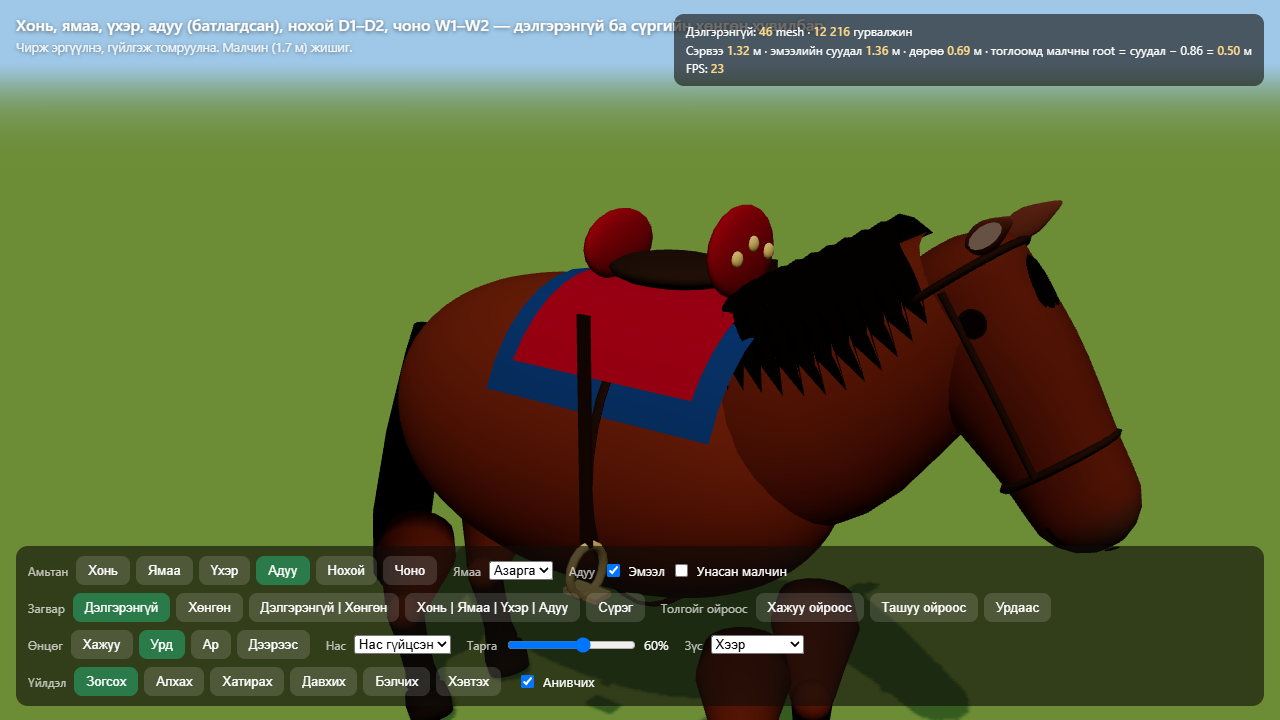 Хонь, ямаа, үхэр, адуу (батлагдсан), нохой D1–D2, чоно W1–W2 — дэлгэрэнгүй ба сүргийн хөнгөн хувилбар
Чирж эргүүлнэ, гүйлгэж томруулна. Малчин (1.7 м) жишиг.
Дэлгэрэнгүй: 46 mesh · 12 216 гурвалжин
Сэрвээ 1.32 м · эмээлийн суудал 1.36 м · дөрөө 0.69 м · тоглоомд малчны root = суудал − 0.86 = 0.50 м
FPS: 23
Амьтан Хонь Ямаа Үхэр Адуу Нохой Чоно Ямаа Азарга Адуу Эмээл Унасан малчин
Загвар Дэлгэрэнгүй Хөнгөн Дэлгэрэнгүй | Хөнгөн Хонь | Ямаа | Үхэр | Адуу Сүрэг Толгойг ойроос Хажуу ойроос Ташуу ойроос Урдаас
Өнцөг Хажуу Урд Ар Дээрээс Нас Нас гүйцсэн Тарга 60% Зүс Хээр
Үйлдэл Зогсох Алхах Хатирах Давхих Бэлчих Хэвтэх Анивчих